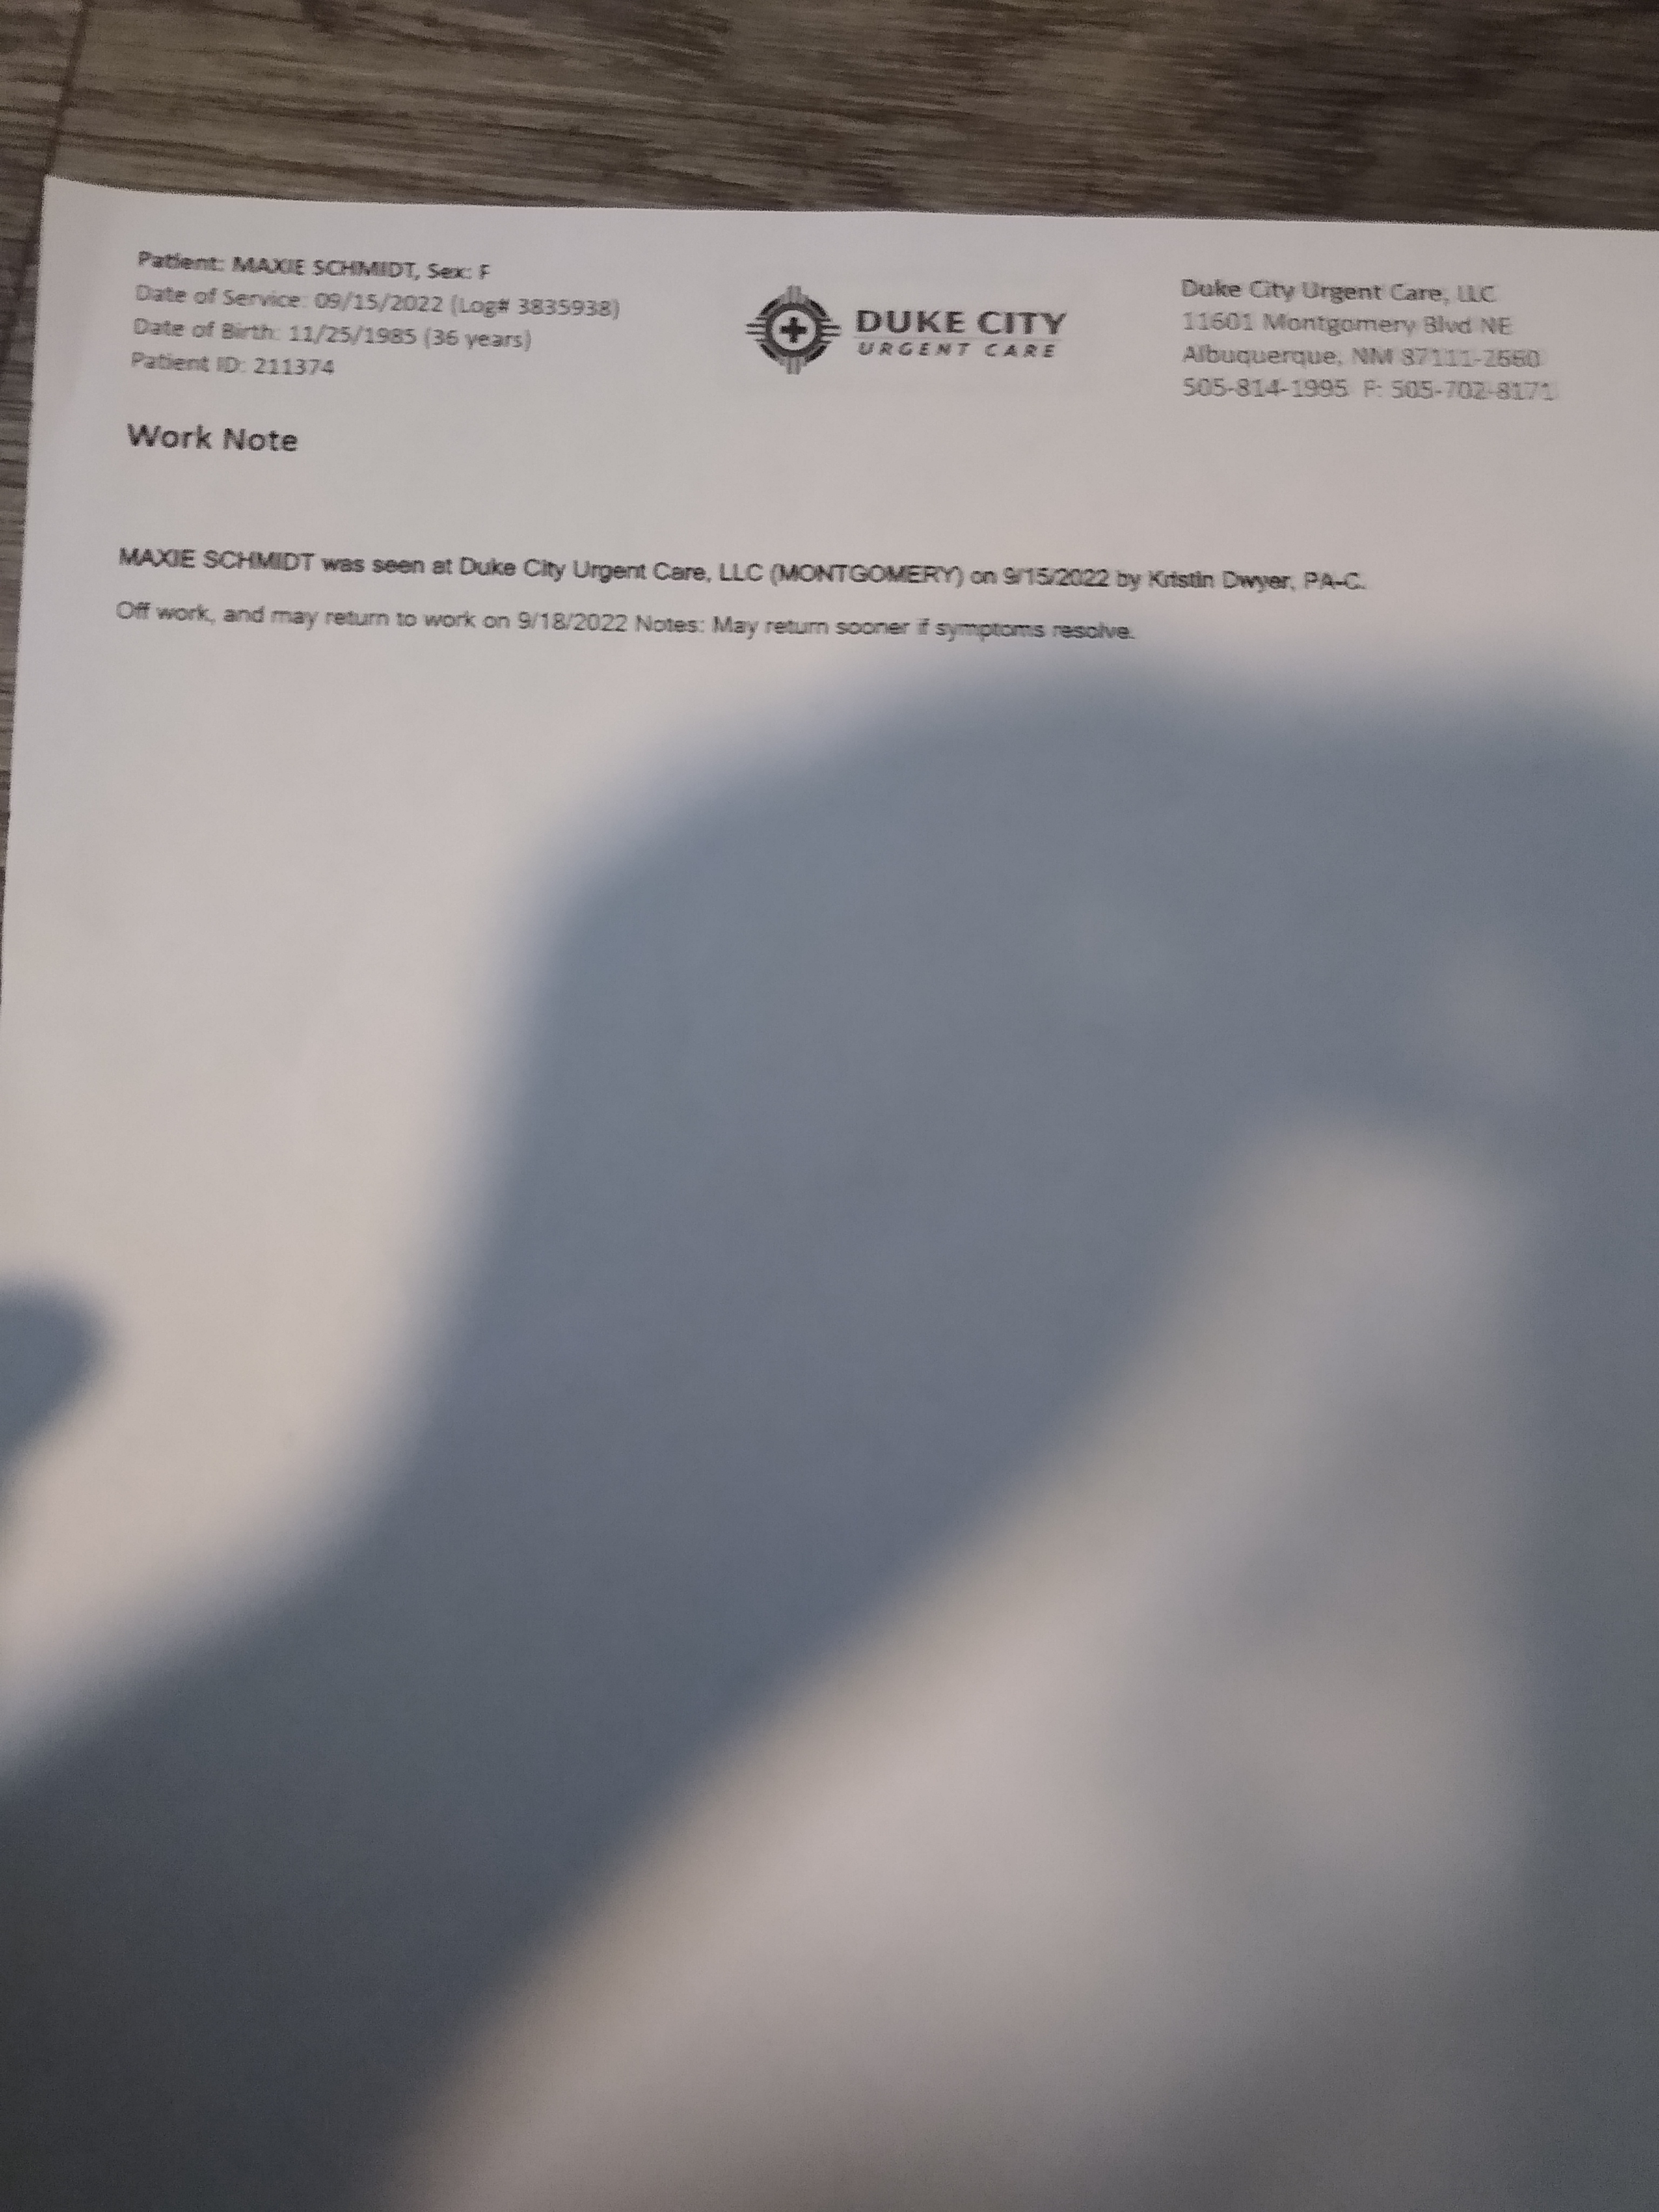 Patient: MAXIE SCHMIDT, Sex: F
Date of Service: 09/15/2022 (Log# 3835938)
Date of Birth: 11/25/1985 (36 years)
Patient ID: 211374
DUKE CITY
URGENT CARE
Duke City Urgent Care, LLC
11601 Montgomery Blvd NE
Albuquerque, NM 87111-2660
505-814-1995 F: 505-702-8171
Work Note
MAXIE SCHMIDT was seen at Duke City Urgent Care, LLC (MONTGOMERY) on 9/15/2022 by Kristin Dwyer, PA-C.
Off work, and may return to work on 9/18/2022 Notes: May return sooner if symptoms resolve.